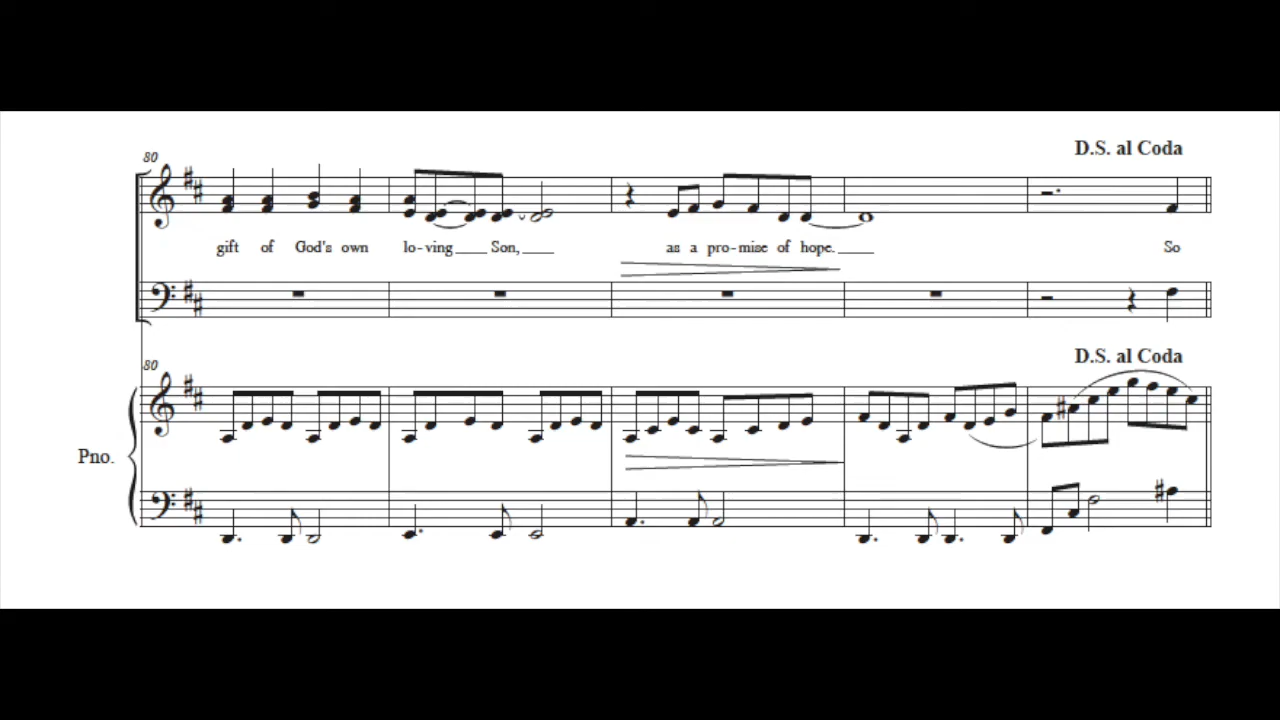 D.S. al Coda
80
gift of God's own lo-ving Son, as a pro-mise of hope. So
D.S. al Coda
80
Pno.